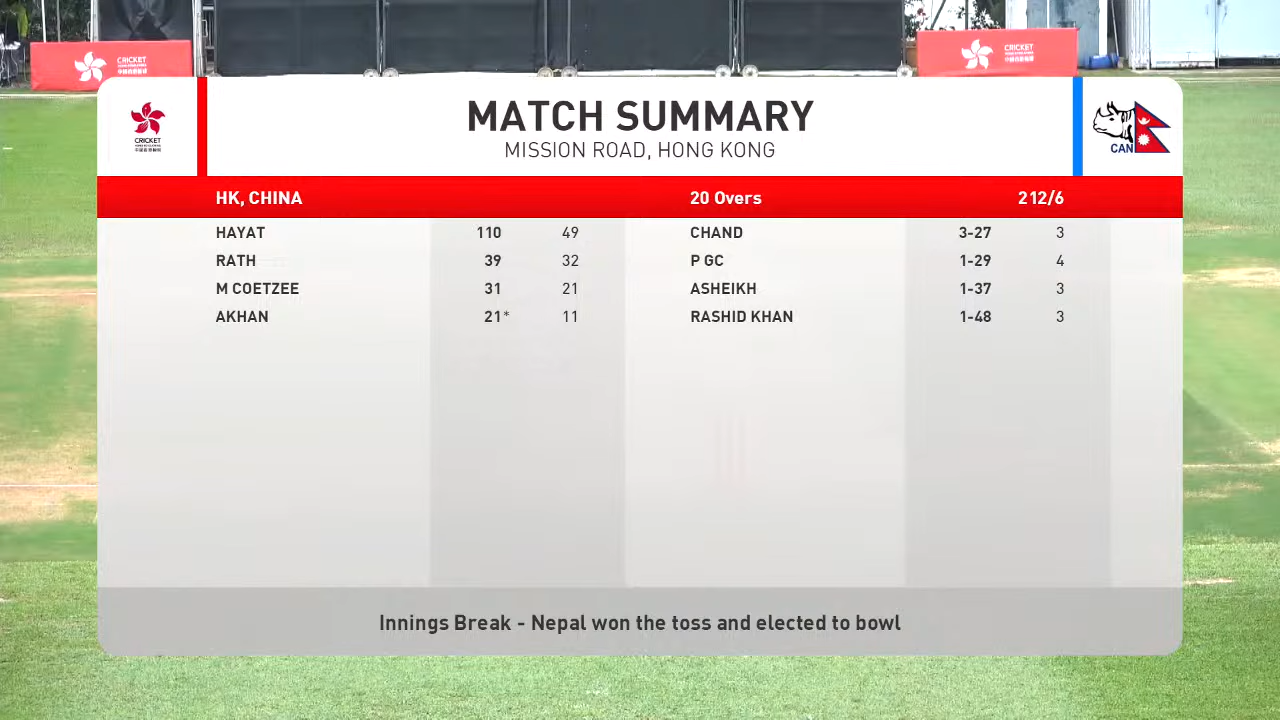 CRICKET
CRICKET
CRICKET
CAN
MATCH SUMMARY
MISSION ROAD, HONG KONG
HK, CHINA 20 Overs 212/6
HAYAT 110 49 CHAND 3-27 3
RATH 39 32 P GC 1-29 4
M COETZEE 31 21 ASHEIKH 1-37 3
AKHAN 21* 11 RASHID KHAN 1-48 3
Innings Break - Nepal won the toss and elected to bowl